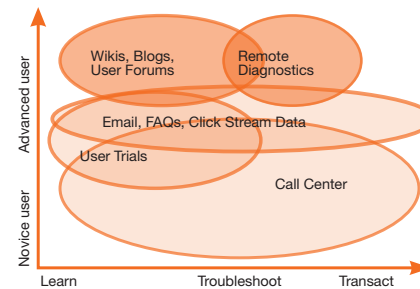 Advanced user
Novice user
Wikis, Blogs,
User Forums
Remote
Diagnostics
Email, FAQs, Click Stream Data
User Trials
Call Center
Learn
Troubleshoot
Transact